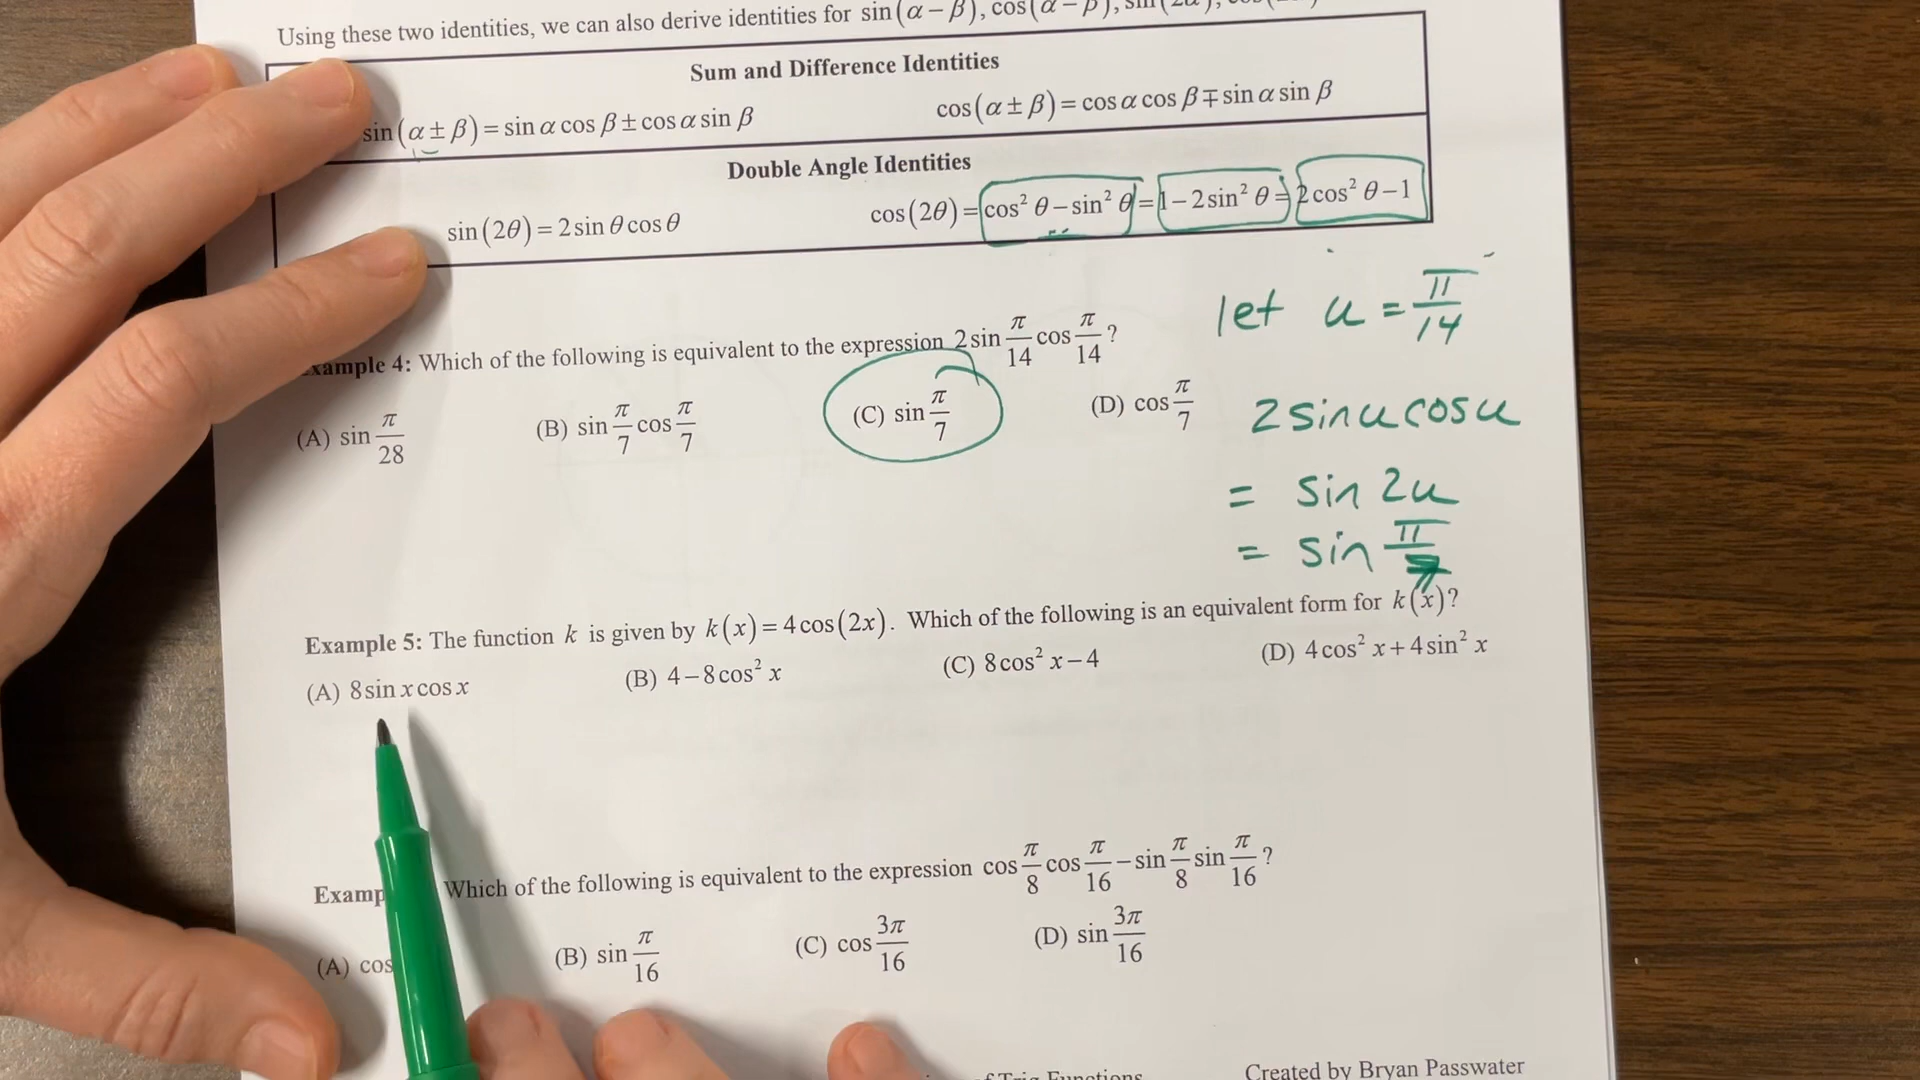 Using these two identities, we can also derive identities for sin(α − β), cos(α − β),
Sum and Difference Identities
sin(α ± β) = sin α cos β ± cos α sin β
cos(α ± β) = cos α cos β ∓ sin α sin β
Double Angle Identities
sin(2θ) = 2 sin θ cos θ
cos(2θ) = cos² θ − sin² θ = 1 − 2 sin² θ = 2 cos² θ − 1
let u = π/14
Example 4: Which of the following is equivalent to the expression 2 sin π/14 cos π/14 ?
(A) sin π/28 (B) sin π/7 cos π/7 (C) sin π/7 (D) cos π/7
2 sin u cos u
= sin 2u
= sin π/7
Example 5: The function k is given by k(x) = 4 cos(2x). Which of the following is an equivalent form for k(x)?
(A) 8 sin x cos x (B) 4 − 8 cos² x (C) 8 cos² x − 4 (D) 4 cos² x + 4 sin² x
Which of the following is equivalent to the expression cos π/8 cos π/16 − sin π/8 sin π/16 ?
(A) cos (B) sin π/16 (C) cos 3π/16 (D) sin 3π/16
Created by Bryan Passwater